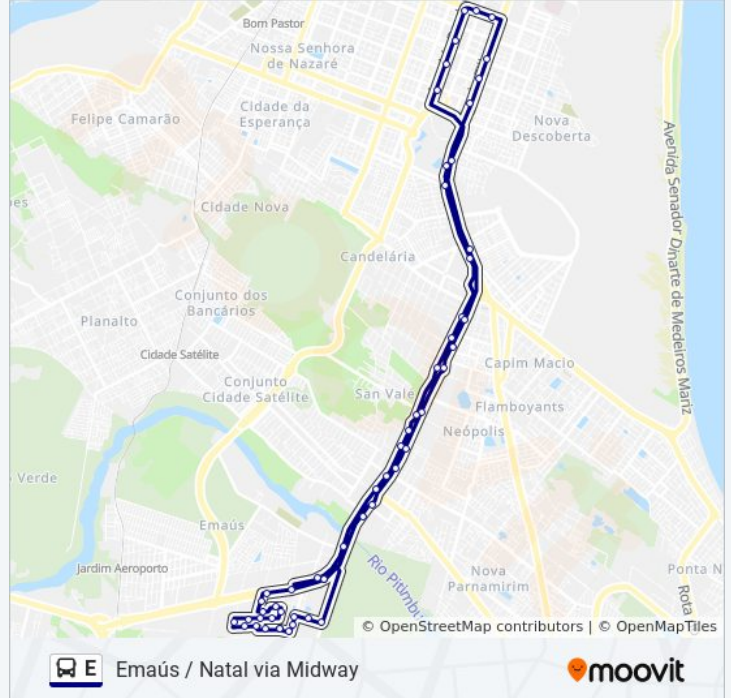 Bom Pastor
Nossa Senhora
de Nazaré
Cidade da
Esperança
Felipe Camarão
Nova
Descoberta
Avenida Senador Dinarte de Medeiros Mariz
es
Cidade Nova
Candelária
Conjunto dos
Bancários
Planalto
Cidade Satélite
Capim Macio
Conjunto
Cidade Satélite
San Vale
Flamboyants
Neópolis
Verde
Emaús
Jardim Aeroporto
Rio Pitimbu
Nova
Parnamirim
Ponta N
Rota
© OpenStreetMap contributors | © OpenMapTiles
E Emaús / Natal via Midway
moovit